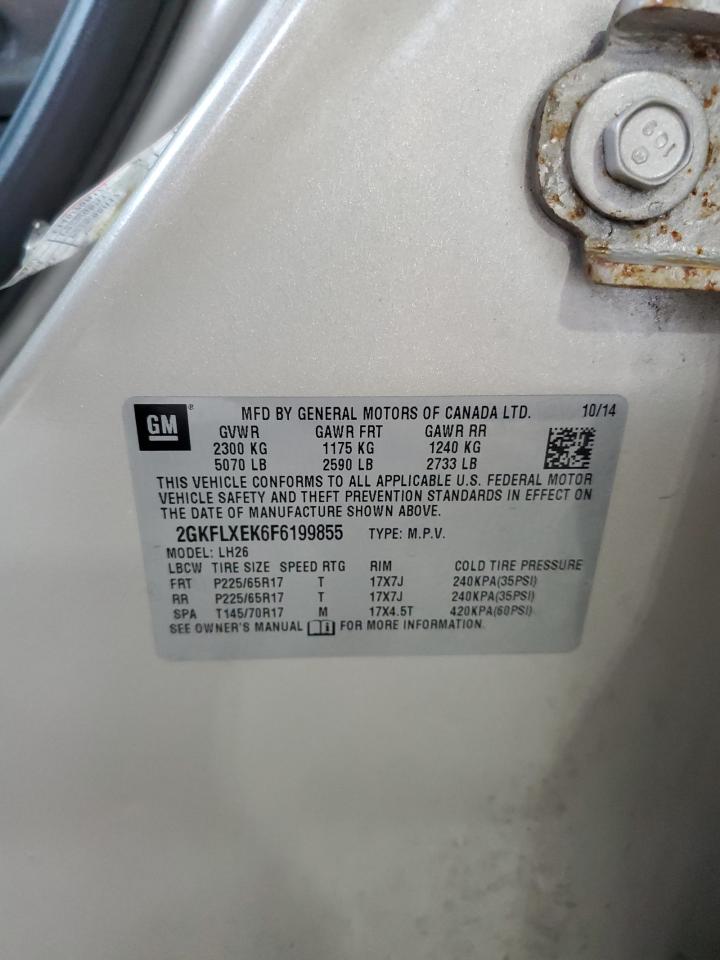 109
GM®
MFD BY GENERAL MOTORS OF CANADA LTD. 10/14
GVWR GAWR FRT GAWR RR
2300 KG 1175 KG 1240 KG
5070 LB 2590 LB 2733 LB
THIS VEHICLE CONFORMS TO ALL APPLICABLE U.S. FEDERAL MOTOR
VEHICLE SAFETY AND THEFT PREVENTION STANDARDS IN EFFECT ON
THE DATE OF MANUFACTURE SHOWN ABOVE.
2GKFLXEK6F6199855 TYPE: M.P.V.
MODEL: LH26
LBCW TIRE SIZE SPEED RTG RIM COLD TIRE PRESSURE
FRT P225/65R17 T 17X7J 240KPA(35PSI)
RR P225/65R17 T 17X7J 240KPA(35PSI)
SPA T145/70R17 M 17X4.5T 420KPA(60PSI)
SEE OWNER'S MANUAL FOR MORE INFORMATION.